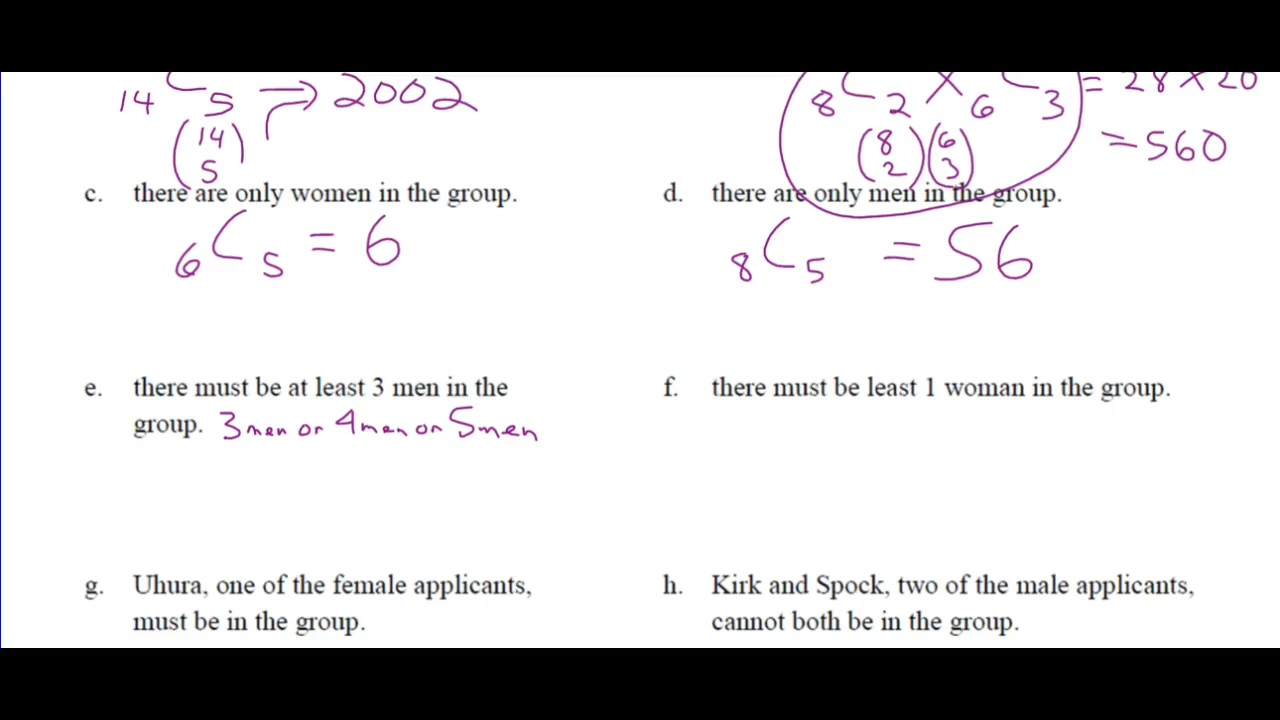 14C5 → 2002
(14
5)
8C2 × 6C3 = 28 × 20
(8
2)(6
3)
= 560
c. there are only women in the group.
6C5 = 6
d. there are only men in the group.
8C5 = 56
e. there must be at least 3 men in the
group. 3 men or 4 men or 5 men
f. there must be least 1 woman in the group.
g. Uhura, one of the female applicants,
must be in the group.
h. Kirk and Spock, two of the male applicants,
cannot both be in the group.